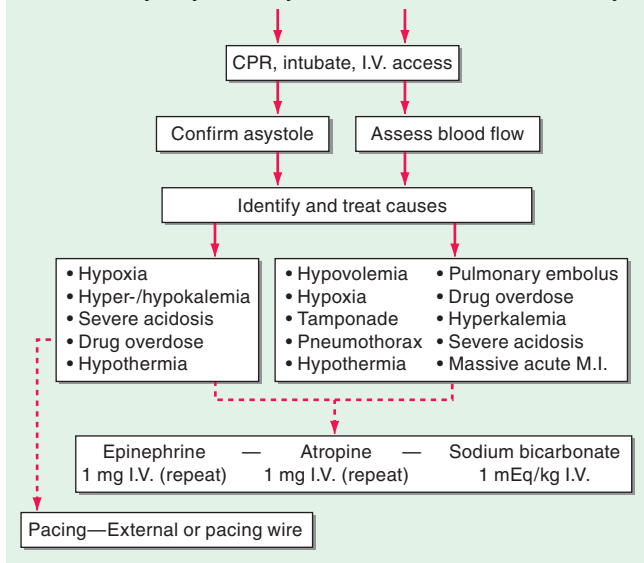 CPR, intubate, I.V. access
Confirm asystole
Assess blood flow
Identify and treat causes
• Hypoxia
• Hyper-/hypokalemia
• Severe acidosis
• Drug overdose
• Hypothermia
• Hypovolemia
• Hypoxia
• Tamponade
• Pneumothorax
• Hypothermia
• Pulmonary embolus
• Drug overdose
• Hyperkalemia
• Severe acidosis
• Massive acute M.I.
Epinephrine — Atropine — Sodium bicarbonate
1 mg I.V. (repeat) 1 mg I.V. (repeat) 1 mEq/kg I.V.
Pacing—External or pacing wire